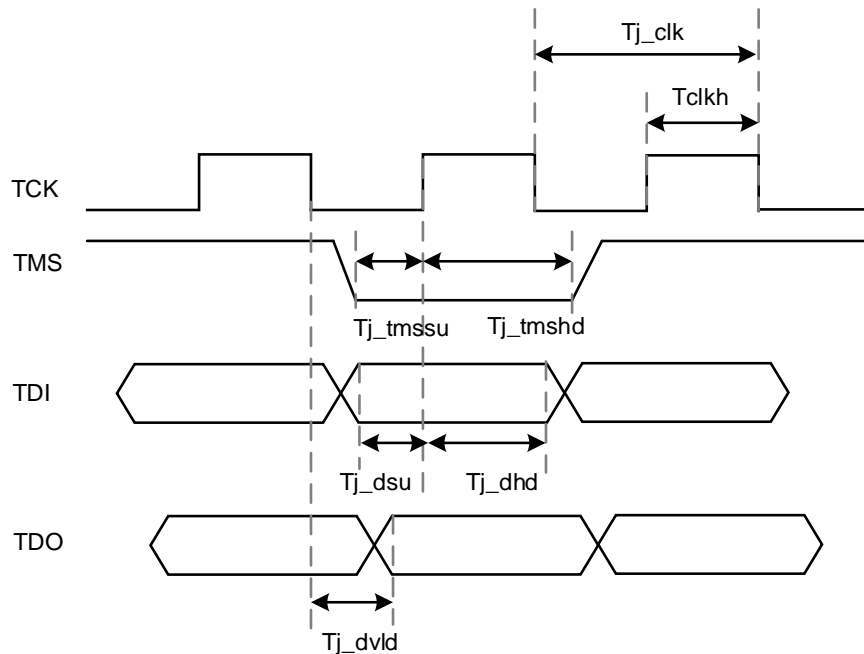 Tj_clk
Tclkh
TCK
TMS
Tj_tmssu
Tj_tmshd
TDI
Tj_dsu
Tj_dhd
TDO
Tj_dvld